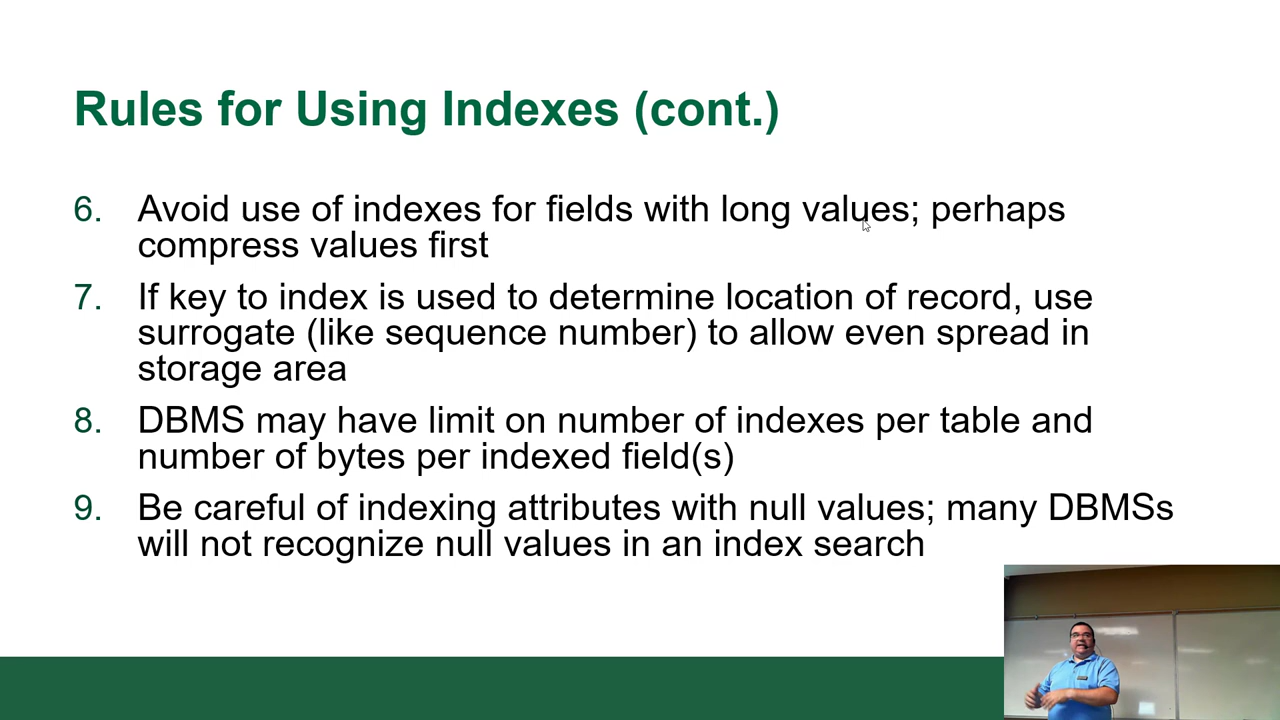 Rules for Using Indexes (cont.)
6. Avoid use of indexes for fields with long values; perhaps
compress values first
7. If key to index is used to determine location of record, use
surrogate (like sequence number) to allow even spread in
storage area
8. DBMS may have limit on number of indexes per table and
number of bytes per indexed field(s)
9. Be careful of indexing attributes with null values; many DBMSs
will not recognize null values in an index search